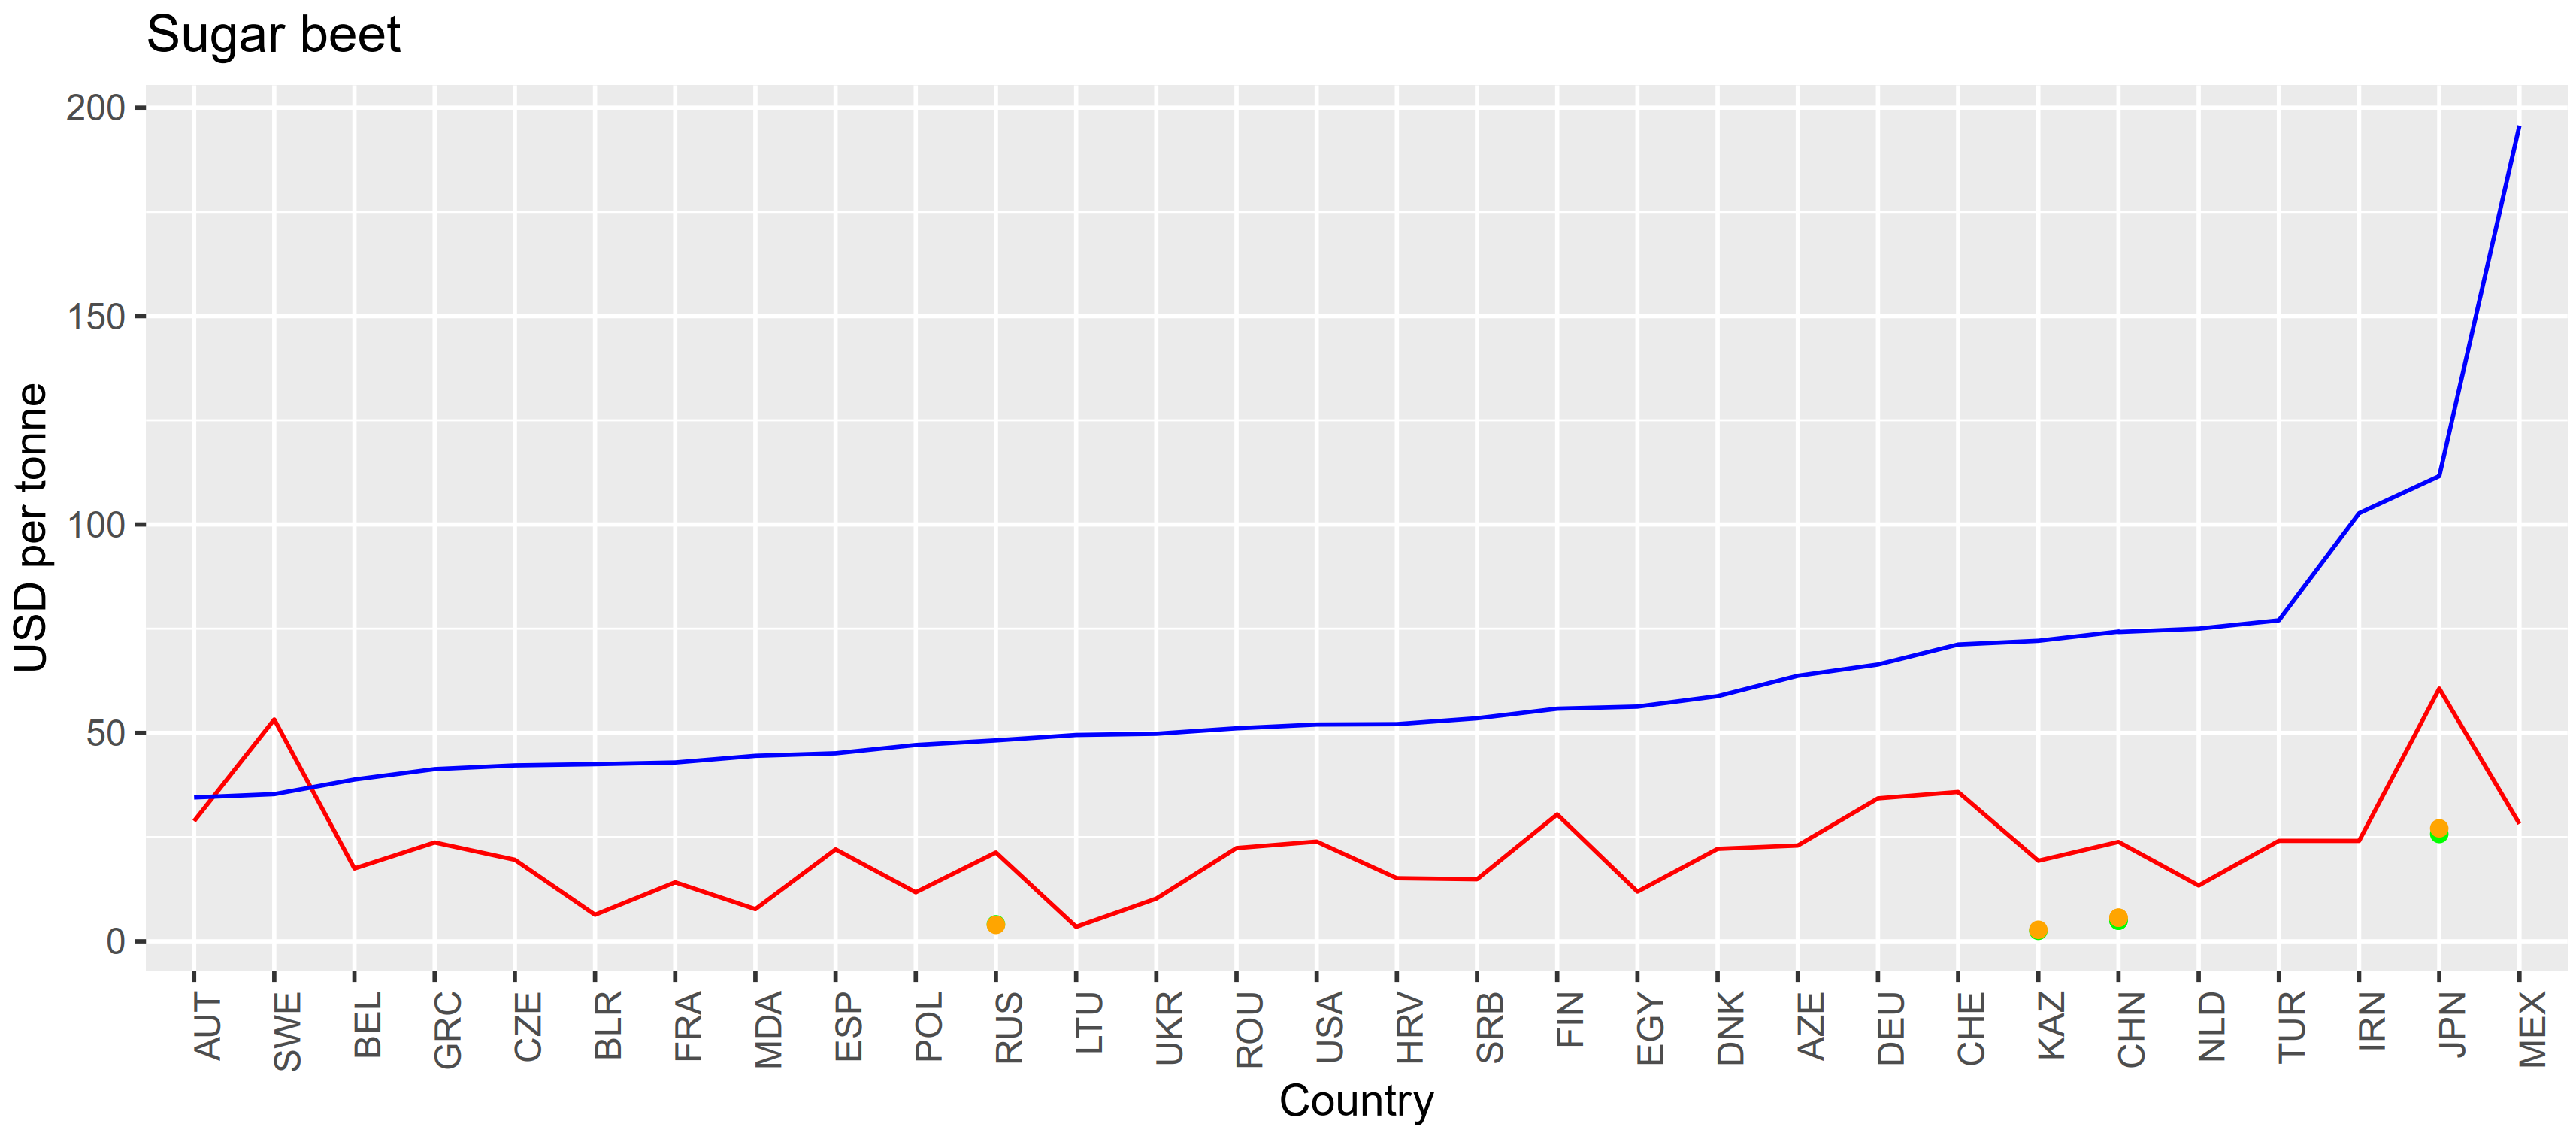 Sugar beet
USD per tonne
200
150
100
50
0
AUT SWE BEL GRC CZE BLR FRA MDA ESP POL RUS LTU UKR ROU USA HRV SRB FIN EGY DNK AZE DEU CHE KAZ CHN NLD TUR IRN JPN MEX
Country